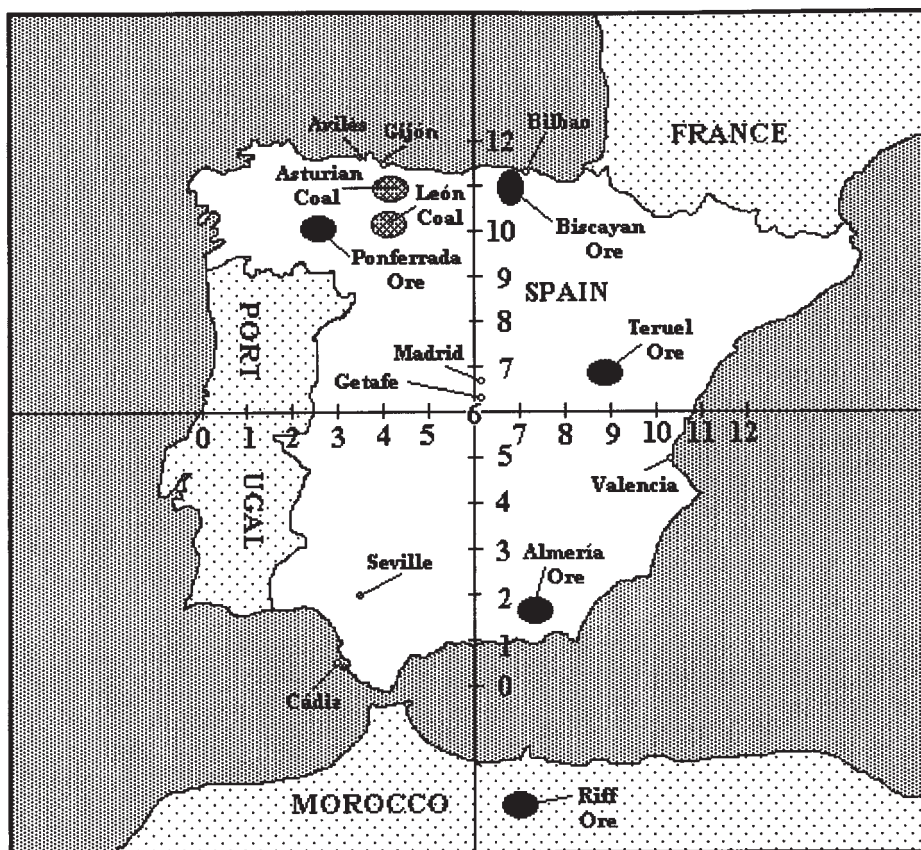 FRANCE
Avilés
Gijón
12
Bilbao
Asturian
Coal
León
Coal
10
Biscayan
Ore
Ponferrada
Ore
9
SPAIN
PORT
UGAL
8
Teruel
Ore
Madrid
7
Getafe
6
0 1 2 3 4 5 7 8 9 10 11 12
5
Valencia
4
3
Seville
Almería
Ore
2
1
0
Cádiz
MOROCCO
Riff
Ore